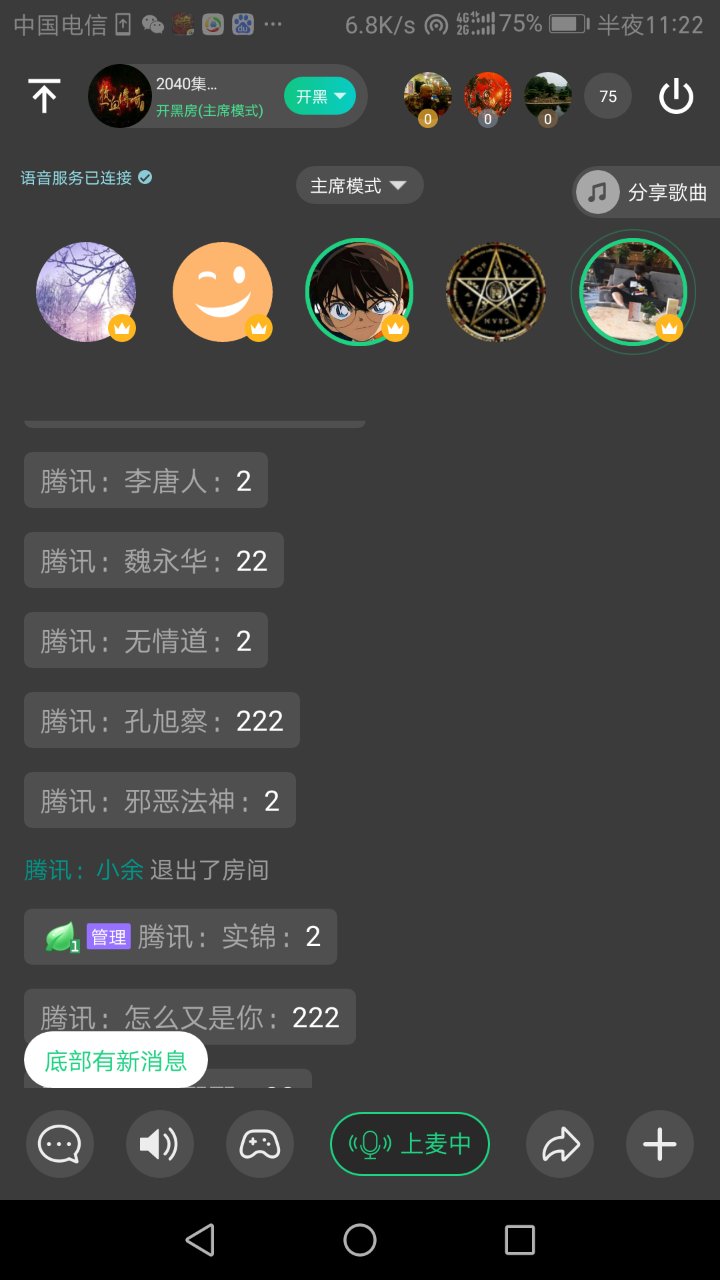 中国电信 ··· 6.8K/s 4G 2G 75% 半夜11:22
2040集...
开黑房(主席模式)
开黑
0 0 0 75
语音服务已连接
主席模式
分享歌曲
腾讯：李唐人：2
腾讯：魏永华：22
腾讯：无情道：2
腾讯：孔旭察：222
腾讯：邪恶法神：2
腾讯：小余 退出了房间
1 管理 腾讯：实锦：2
腾讯：怎么又是你：222
底部有新消息
上麦中